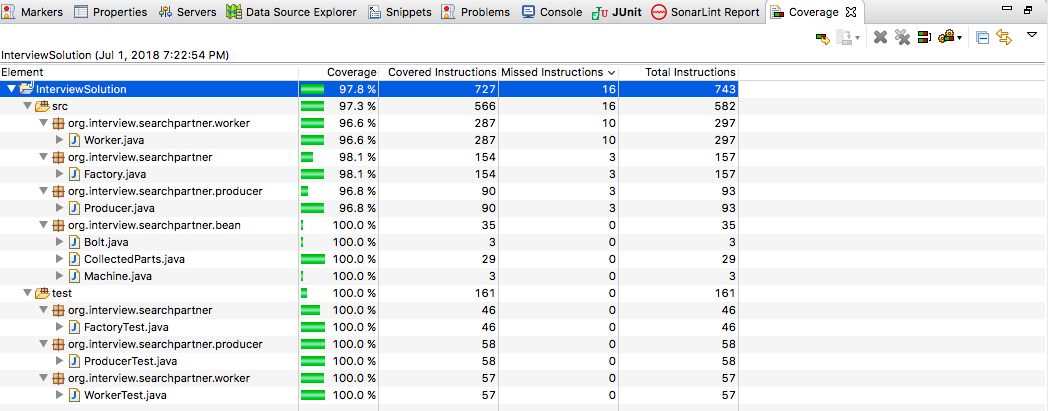 Markers Properties Servers Data Source Explorer Snippets Problems Console JUnit SonarLint Report Coverage
InterviewSolution (Jul 1, 2018 7:22:54 PM)
Element Coverage Covered Instructions Missed Instructions Total Instructions
InterviewSolution 97.8 % 727 16 743
src 97.3 % 566 16 582
org.interview.searchpartner.worker 96.6 % 287 10 297
Worker.java 96.6 % 287 10 297
org.interview.searchpartner 98.1 % 154 3 157
Factory.java 98.1 % 154 3 157
org.interview.searchpartner.producer 96.8 % 90 3 93
Producer.java 96.8 % 90 3 93
org.interview.searchpartner.bean 100.0 % 35 0 35
Bolt.java 100.0 % 3 0 3
CollectedParts.java 100.0 % 29 0 29
Machine.java 100.0 % 3 0 3
test 100.0 % 161 0 161
org.interview.searchpartner 100.0 % 46 0 46
FactoryTest.java 100.0 % 46 0 46
org.interview.searchpartner.producer 100.0 % 58 0 58
ProducerTest.java 100.0 % 58 0 58
org.interview.searchpartner.worker 100.0 % 57 0 57
WorkerTest.java 100.0 % 57 0 57